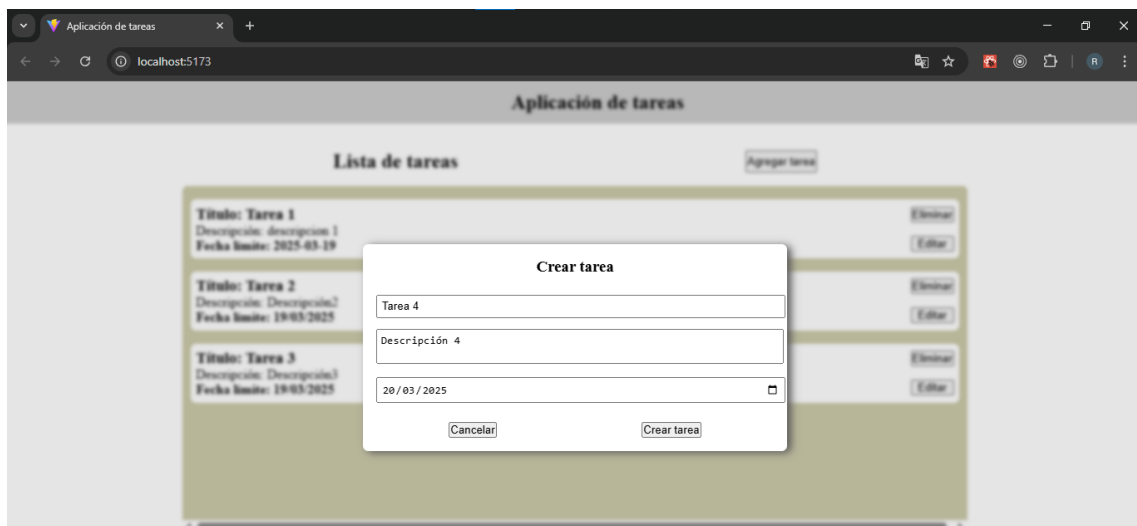 Aplicación de tareas
localhost:5173
R
Aplicación de tareas
Lista de tareas
Agregar tarea
Título: Tarea 1
Descripción: descripcion 1
Fecha límite: 2025-03-19
Eliminar
Editar
Título: Tarea 2
Descripción: Descripción2
Fecha límite: 19/03/2025
Eliminar
Editar
Título: Tarea 3
Descripción: Descripción3
Fecha límite: 19/03/2025
Eliminar
Editar
Crear tarea
Tarea 4
Descripción 4
20/03/2025
Cancelar
Crear tarea